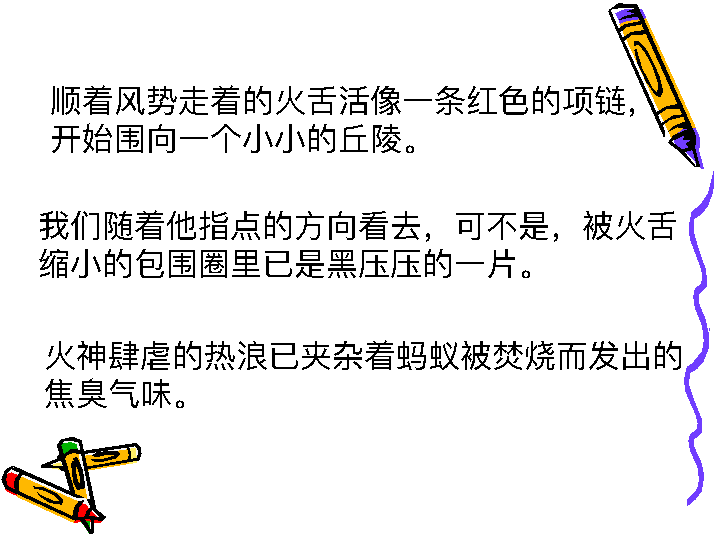 顺着风势走着的火舌活像一条红色的项链，
开始围向一个小小的丘陵。
我们随着他指点的方向看去，可不是，被火舌
缩小的包围圈里已是黑压压的一片。
火神肆虐的热浪已夹杂着蚂蚁被焚烧而发出的
焦臭气味。